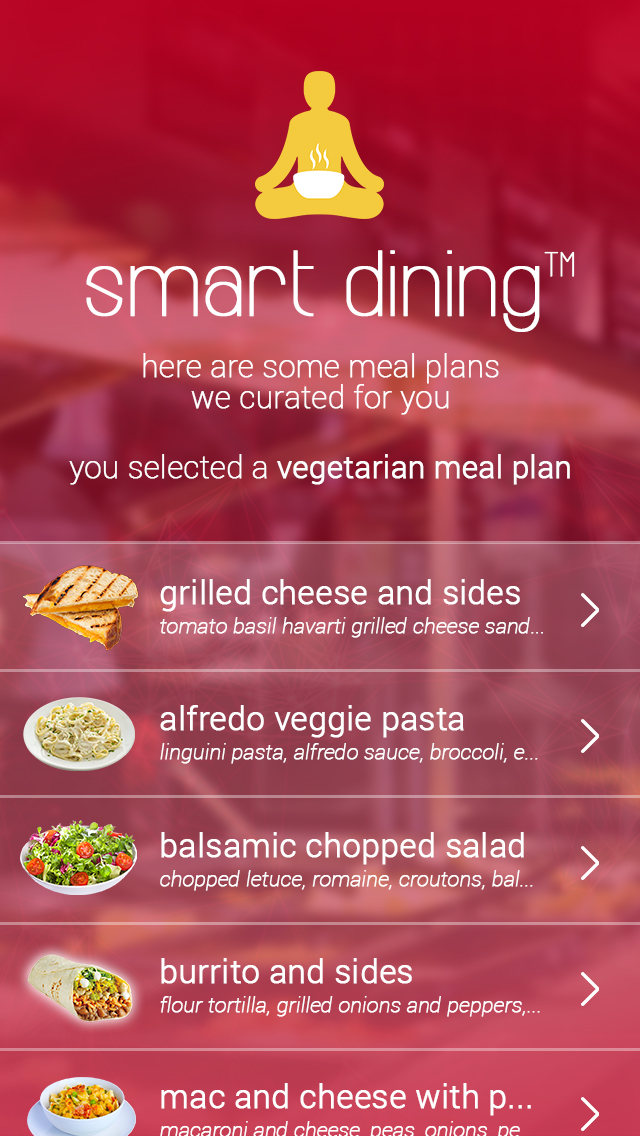 smart dining™
here are some meal plans
we curated for you
you selected a vegetarian meal plan
grilled cheese and sides
tomato basil havarti grilled cheese sand...
alfredo veggie pasta
linguini pasta, alfredo sauce, broccoli, e...
balsamic chopped salad
chopped letuce, romaine, croutons, bal...
burrito and sides
flour tortilla, grilled onions and peppers,...
mac and cheese with p...
macaroni and cheese, peas, onions, pe...